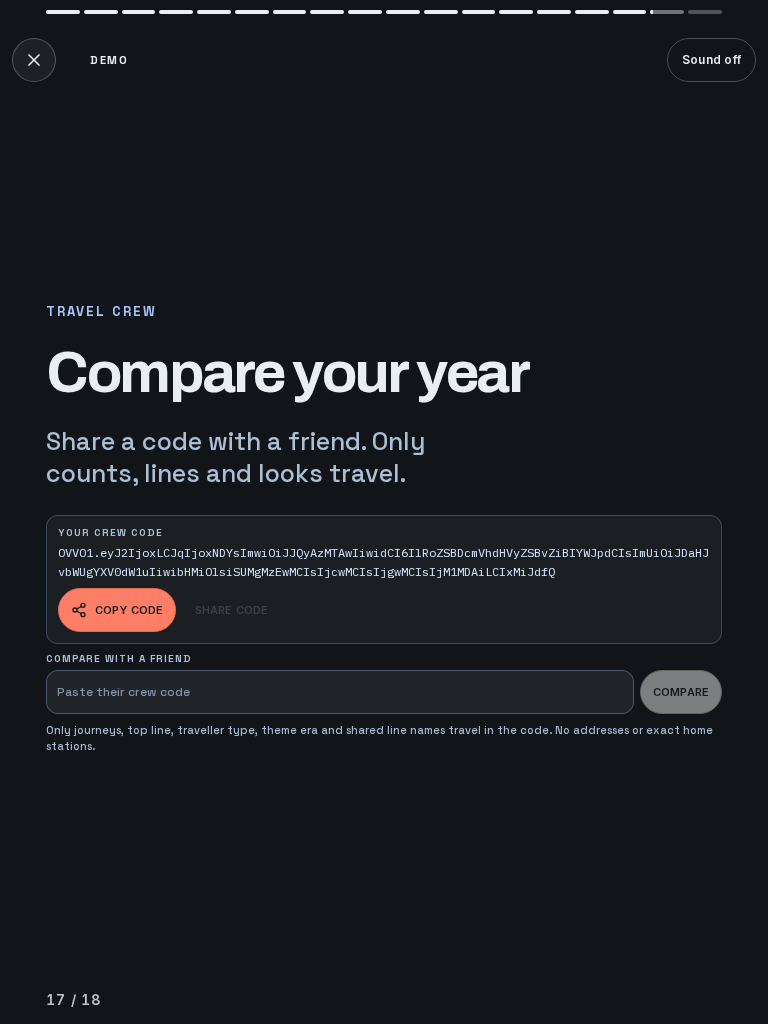 DEMO
Sound off
TRAVEL CREW
Compare your year
Share a code with a friend. Only
counts, lines and looks travel.
YOUR CREW CODE
OVVO1.eyJ2IjoxLCJqIjoxNDYsImwiOiJJQyAzMTAwIiwidCI6IlRoZSBDcmVhdHVyZSBvZiBIYWJpdCIsImUiOiJDaHJ
vbWUgYXV0dW1uIiwibHMiOlsiSUMgMzEwMCIsIjcwMCIsIjgwMCIsIjM1MDAiLCIxMiJdfQ
COPY CODE
SHARE CODE
COMPARE WITH A FRIEND
Paste their crew code
COMPARE
Only journeys, top line, traveller type, theme era and shared line names travel in the code. No addresses or exact home
stations.
17 / 18